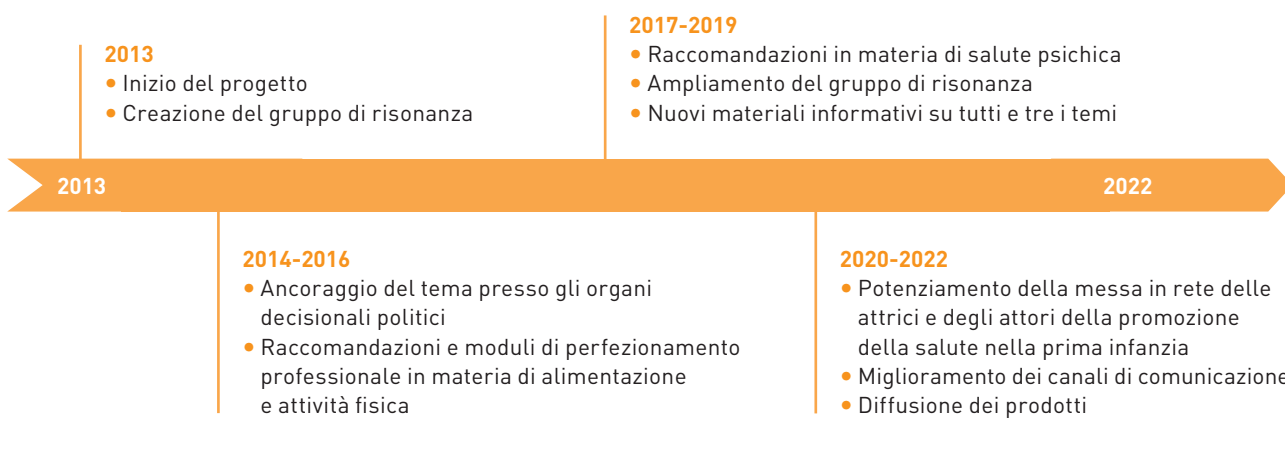 2013
• Inizio del progetto
• Creazione del gruppo di risonanza
2017-2019
• Raccomandazioni in materia di salute psichica
• Ampliamento del gruppo di risonanza
• Nuovi materiali informativi su tutti e tre i temi
2013
2022
2014-2016
• Ancoraggio del tema presso gli organi
decisionali politici
• Raccomandazioni e moduli di perfezionamento
professionale in materia di alimentazione
e attività fisica
2020-2022
• Potenziamento della messa in rete delle
attrici e degli attori della promozione
della salute nella prima infanzia
• Miglioramento dei canali di comunicazione
• Diffusione dei prodotti